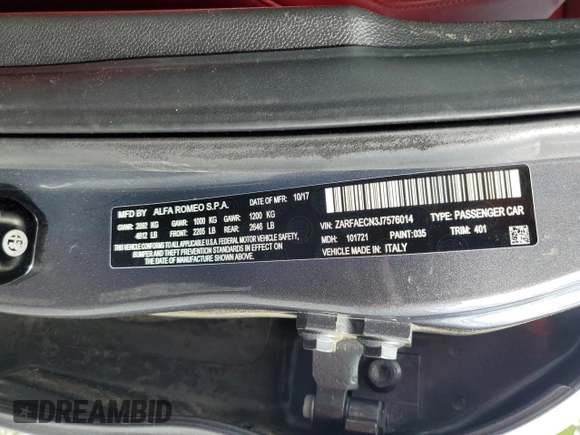 MFD BY ALFA ROMEO S.P.A. DATE OF MFR: 10/17
GVWR: KG GAWR: 1000 KG GAWR: 1200 KG
LB FRONT: 2205 LB REAR: 2646 LB
THIS VEHICLE CONFORMS TO ALL APPLICABLE U.S.A. FEDERAL MOTOR VEHICLE SAFETY,
BUMPER AND THEFT PREVENTION STANDARDS IN EFFECT ON
THE DATE OF MANUFACTURE SHOWN ABOVE.
VIN: ZARFAECN3J7576014 TYPE: PASSENGER CAR
MDH: 101721 PAINT:035 TRIM: 401
VEHICLE MADE IN: ITALY
DREAMBID